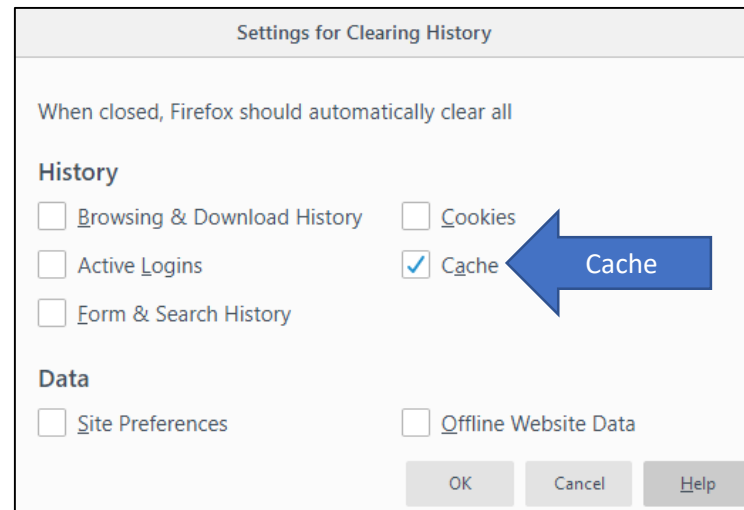 Settings for Clearing History
When closed, Firefox should automatically clear all
History
Browsing & Download History
Cookies
Active Logins
Cache
Cache
Form & Search History
Data
Site Preferences
Offline Website Data
OK
Cancel
Help